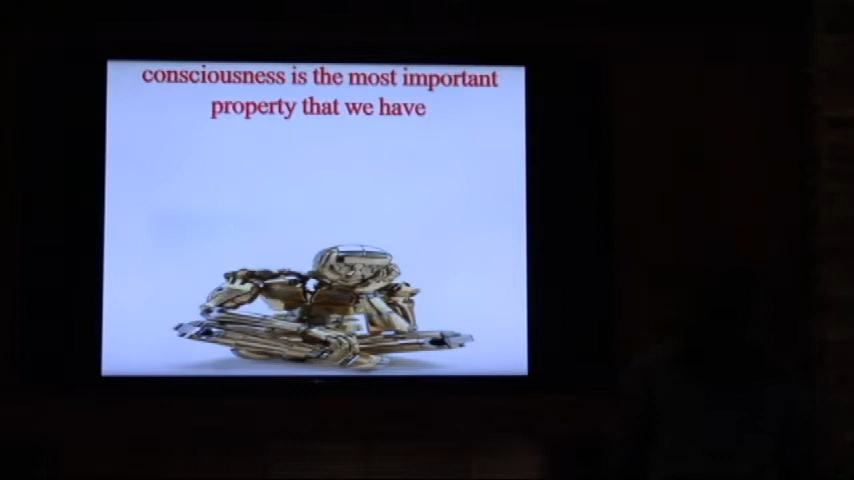 consciousness is the most important
property that we have